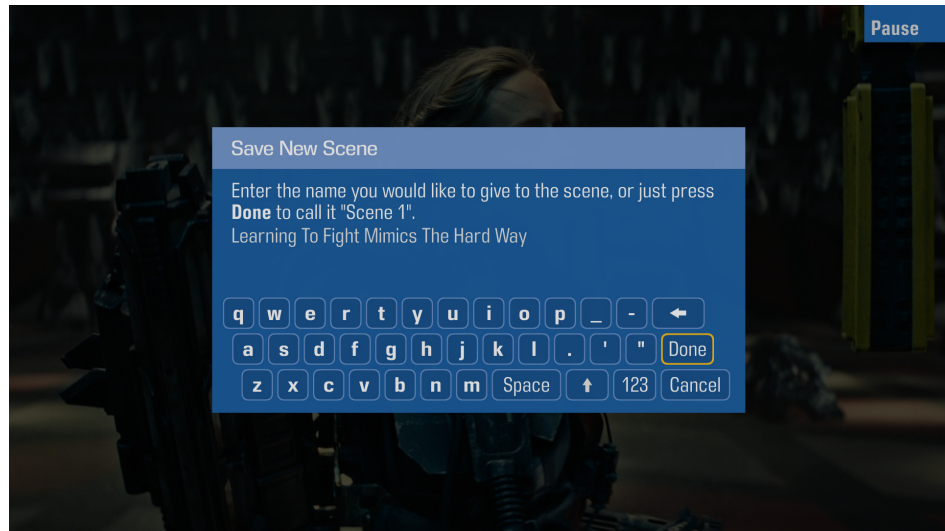 Pause
Save New Scene
Enter the name you would like to give to the scene, or just press
Done to call it "Scene 1".
Learning To Fight Mimics The Hard Way
q w e r t y u i o p _ - ←
a s d f g h j k l . ' " Done
z x c v b n m Space ↑ 123 Cancel